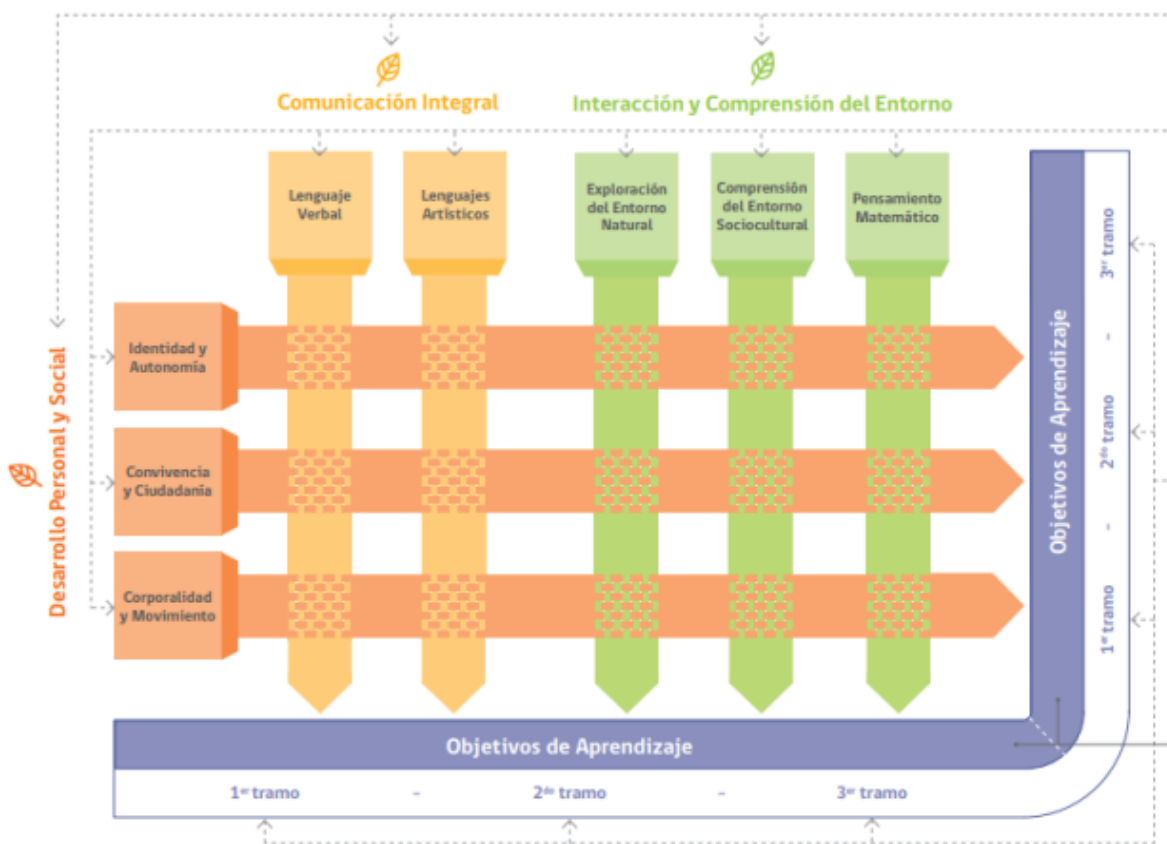 Comunicación Integral
Interacción y Comprensión del Entorno
Lenguaje
Verbal
Lenguajes
Artísticos
Exploración
del Entorno
Natural
Comprensión
del Entorno
Sociocultural
Pensamiento
Matemático
Desarrollo Personal y Social
Identidad y
Autonomía
Convivencia
y Ciudadanía
Corporalidad
y Movimiento
Objetivos de Aprendizaje
3er tramo
-
2do tramo
-
1er tramo
Objetivos de Aprendizaje
1er tramo - 2do tramo - 3er tramo